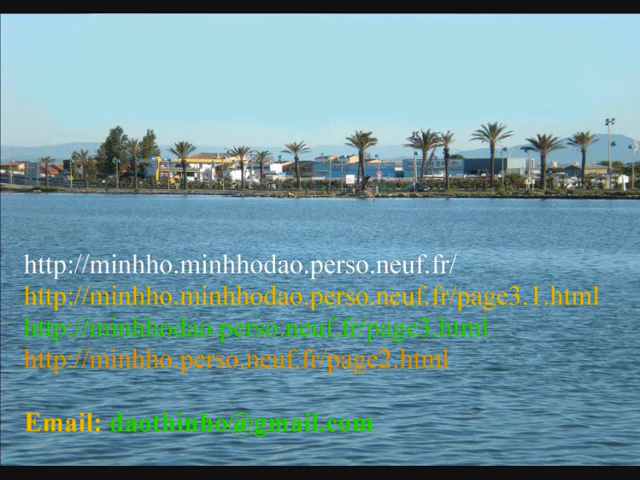 http://minhho.minhhodao.perso.neuf.fr/
http://minhho.minhhodao.perso.neuf.fr/page3.1.html
http://minhhodao.perso.neuf.fr/page3.html
http://minhho.perso.neuf.fr/page2.html
Email: daothinho@gmail.com